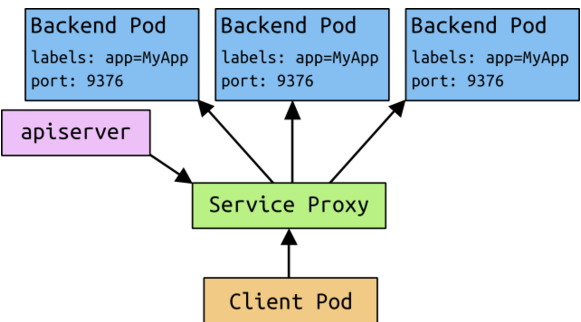 Backend Pod
labels: app=MyApp
port: 9376
Backend Pod
labels: app=MyApp
port: 9376
Backend Pod
labels: app=MyApp
port: 9376
apiserver
Service Proxy
Client Pod